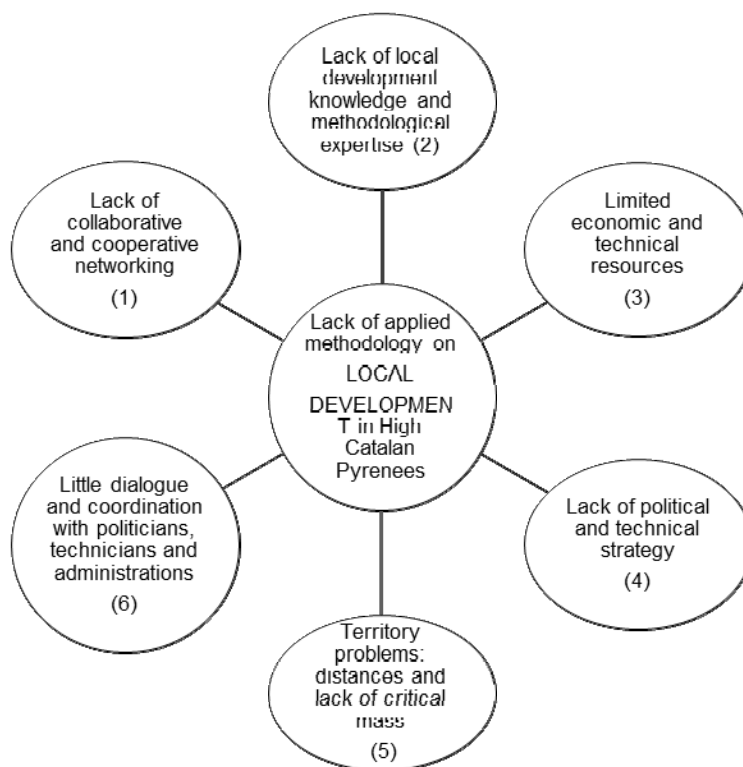 Lack of local
development
knowledge and
methodological
expertise (2)
Lack of
collaborative
and cooperative
networking
(1)
Limited
economic and
technical
resources
(3)
Lack of applied
methodology on
LOCAL
DEVELOPMEN
T in High
Catalan
Pyrenees
Little dialogue
and coordination
with politicians,
technicians and
administrations
(6)
Lack of political
and technical
strategy
(4)
Territory
problems:
distances and
lack of critical
mass
(5)